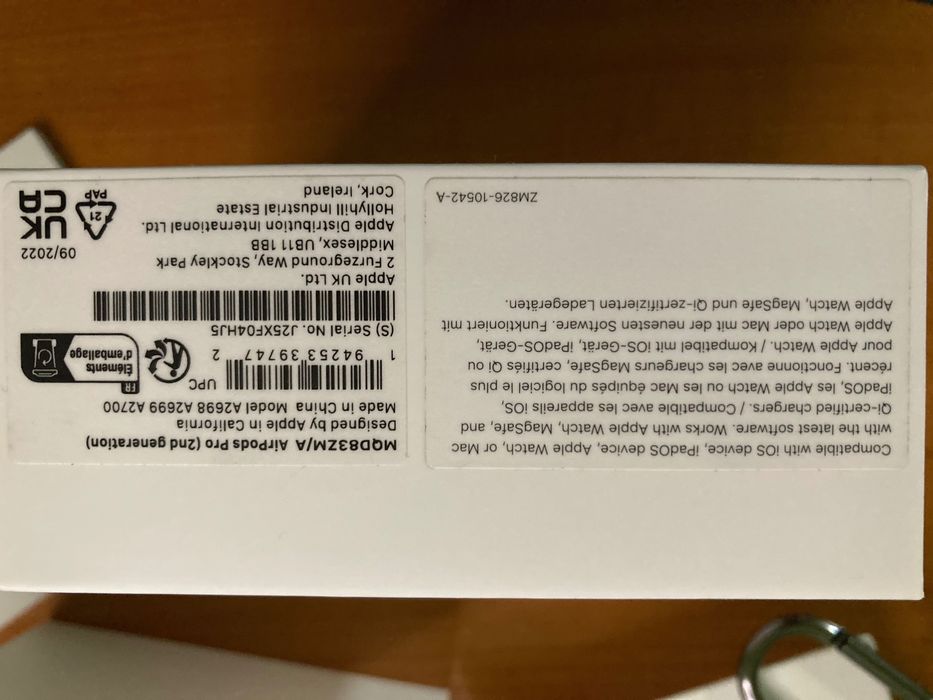 Compatible with iOS device, iPadOS device, Apple Watch, or Mac
with the latest software. Works with Apple Watch, MagSafe, and
Qi-certified chargers. / Compatible avec les appareils iOS,
iPadOS, les Apple Watch ou les Mac équipés du logiciel le plus
récent. Fonctionne avec les chargeurs MagSafe, certifiés Qi ou
pour Apple Watch. / Kompatibel mit iOS-Gerät, iPadOS-Gerät,
Apple Watch oder Mac mit der neuesten Software. Funktioniert mit
Apple Watch, MagSafe und Qi-zertifizierten Ladegeräten.
ZM826-10542-A
MQD83ZM/A AirPods Pro (2nd generation)
Designed by Apple in California
Made in China Model A2698 A2699 A2700
UPC
1 94253 39747 2
FR
Éléments
d'emballage
(S) Serial No. J25XF04HJ5
Apple UK Ltd.
2 Furzeground Way, Stockley Park
Middlesex, UB11 1BB
Apple Distribution International Ltd.
Hollyhill Industrial Estate
Cork, Ireland
09/2022
21
PAP
UK
CA